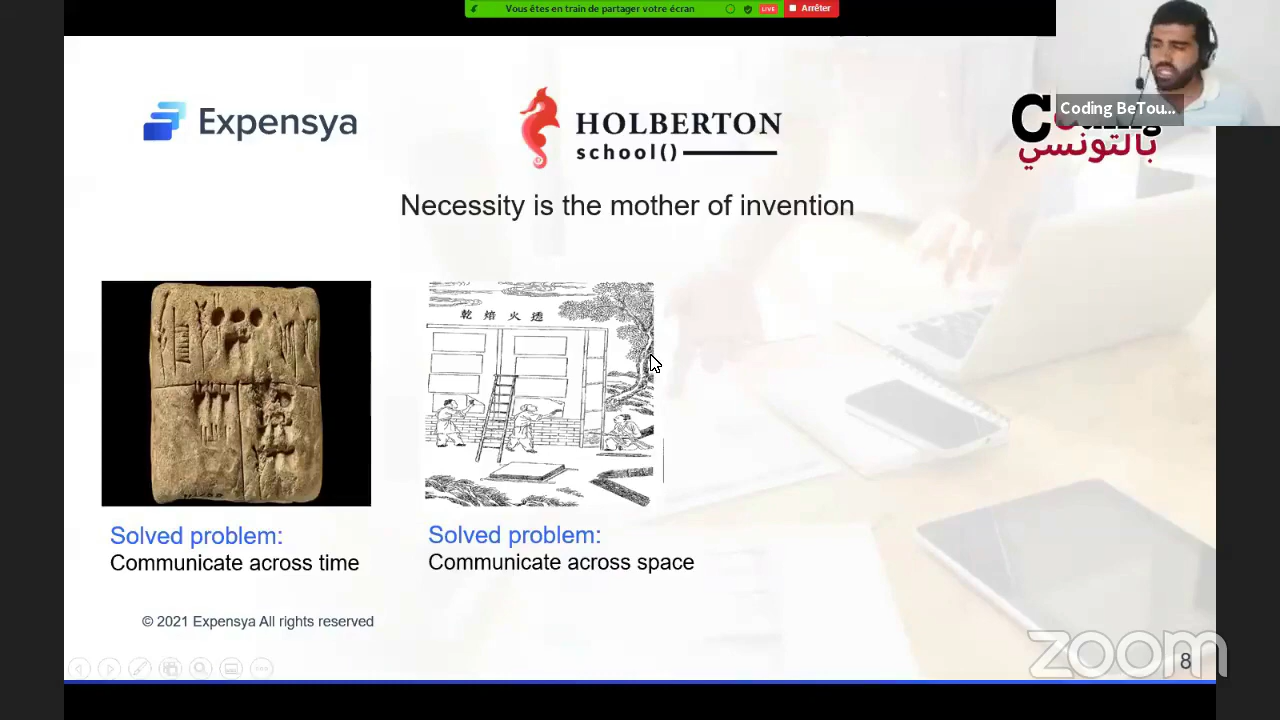 Vous êtes en train de partager votre écran
LIVE
Arrêter
Expensya
HOLBERTON
school()
بالتونسي
Coding BeTou...
Necessity is the mother of invention
乾焙火透
Solved problem:
Communicate across time
Solved problem:
Communicate across space
© 2021 Expensya All rights reserved
zoom
8